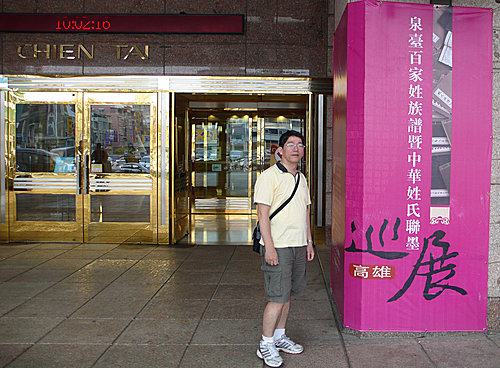 10:02:16
CHIEN TAI
泉臺百家姓族譜暨中華姓氏聯墨
巡展
高雄